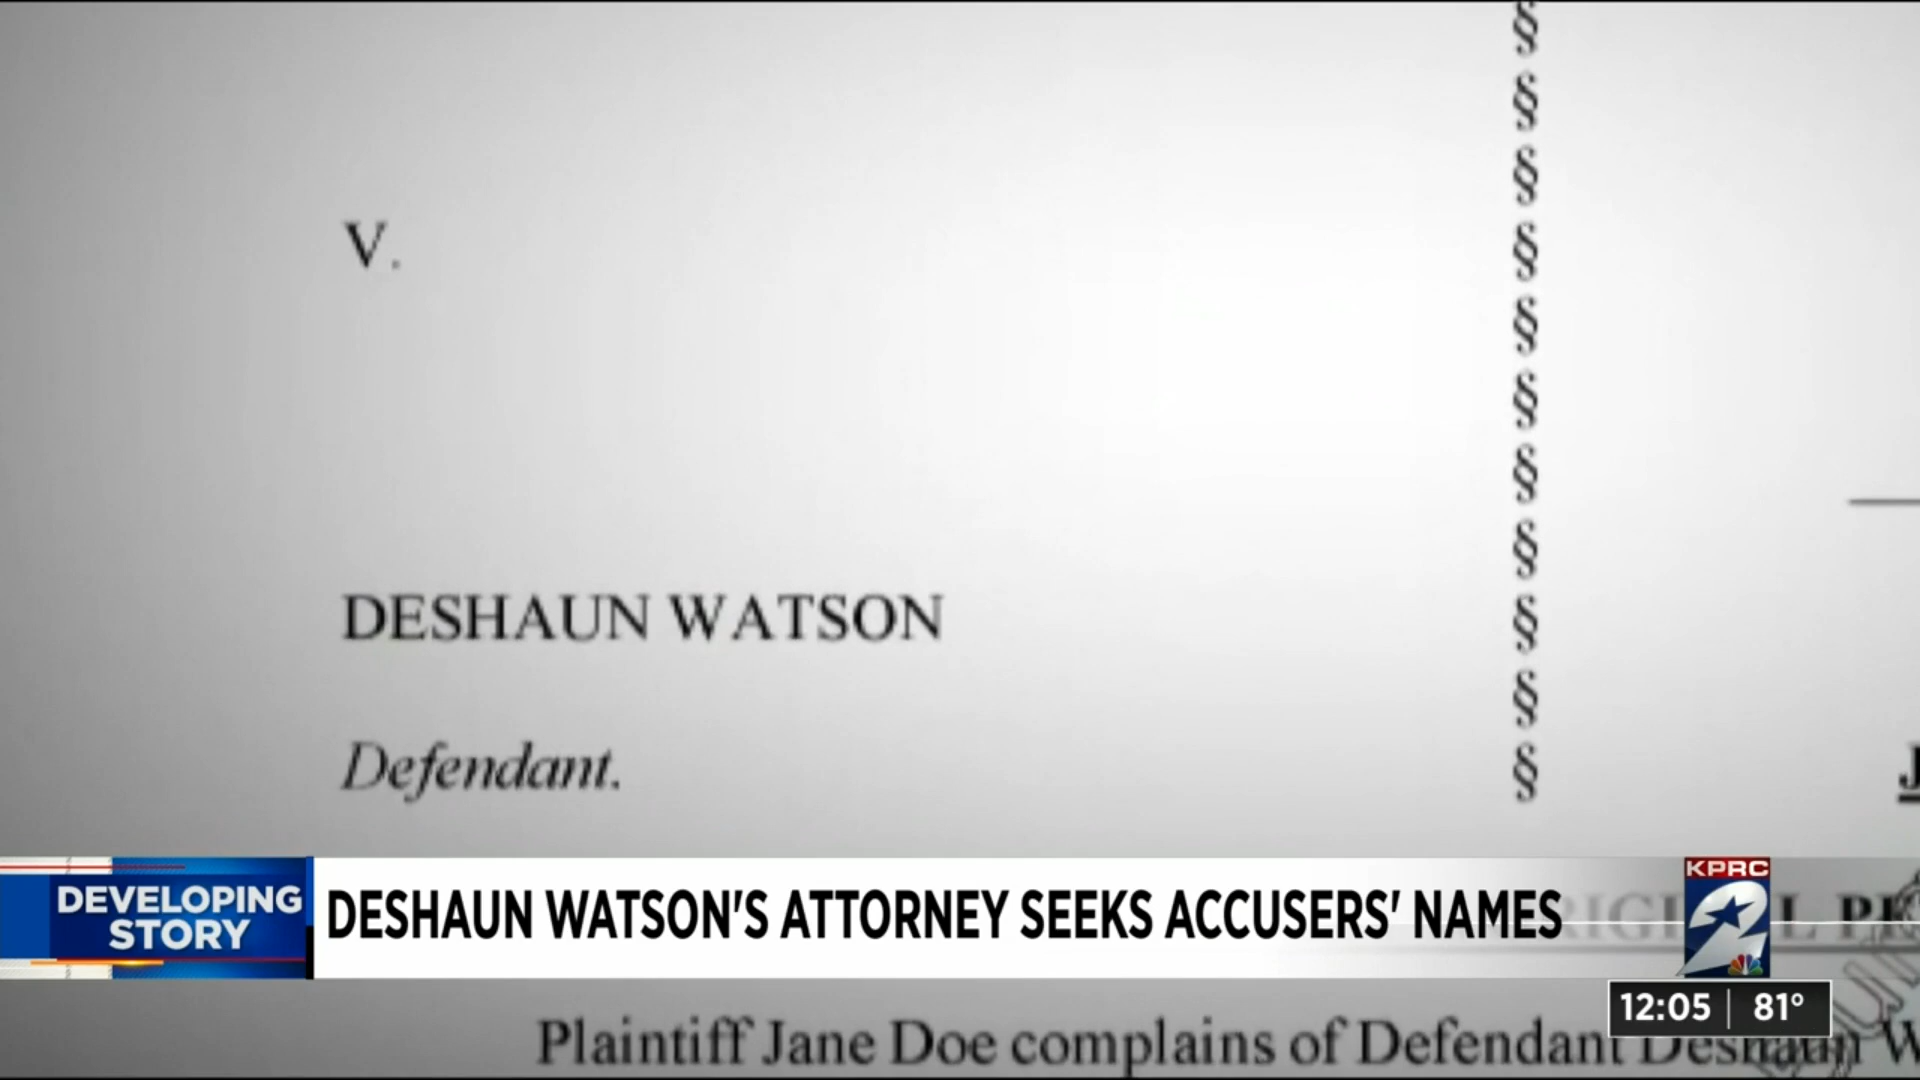 §
§
§
V. §
§
§
§
§
DESHAUN WATSON §
§
Defendant. §
DEVELOPING
STORY
DESHAUN WATSON'S ATTORNEY SEEKS ACCUSERS' NAMES
KPRC
2
12:05 81°
Plaintiff Jane Doe complains of Defendant Deshaun